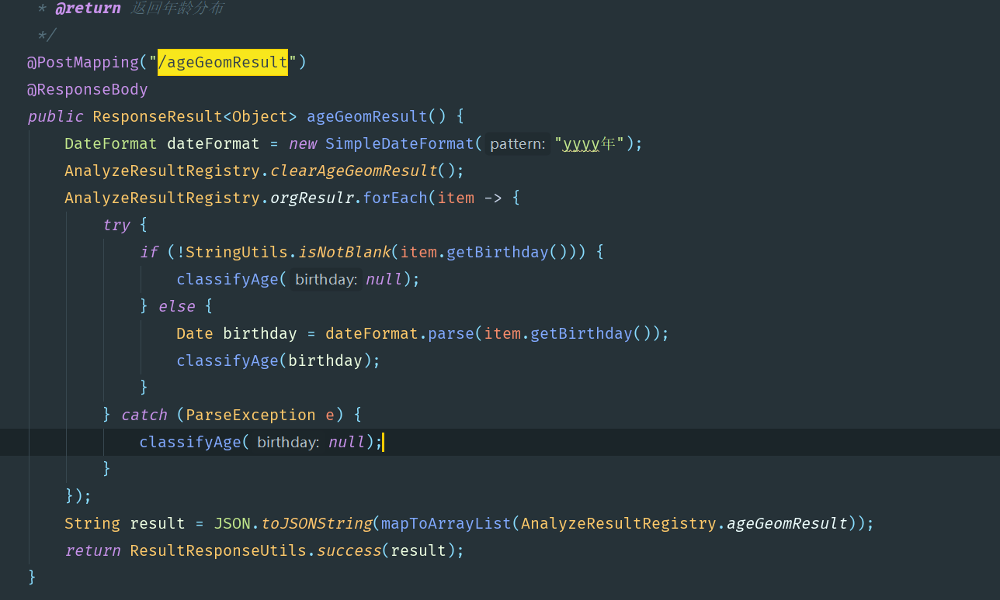 * @return 返回年龄分布
*/
@PostMapping("/ageGeomResult")
@ResponseBody
public ResponseResult<Object> ageGeomResult() {
DateFormat dateFormat = new SimpleDateFormat( pattern: "yyyy年");
AnalyzeResultRegistry.clearAgeGeomResult();
AnalyzeResultRegistry.orgResulr.forEach(item -> {
try {
if (!StringUtils.isNotBlank(item.getBirthday())) {
classifyAge( birthday: null);
} else {
Date birthday = dateFormat.parse(item.getBirthday());
classifyAge(birthday);
}
} catch (ParseException e) {
classifyAge( birthday: null);
}
});
String result = JSON.toJSONString(mapToArrayList(AnalyzeResultRegistry.ageGeomResult));
return ResultResponseUtils.success(result);
}